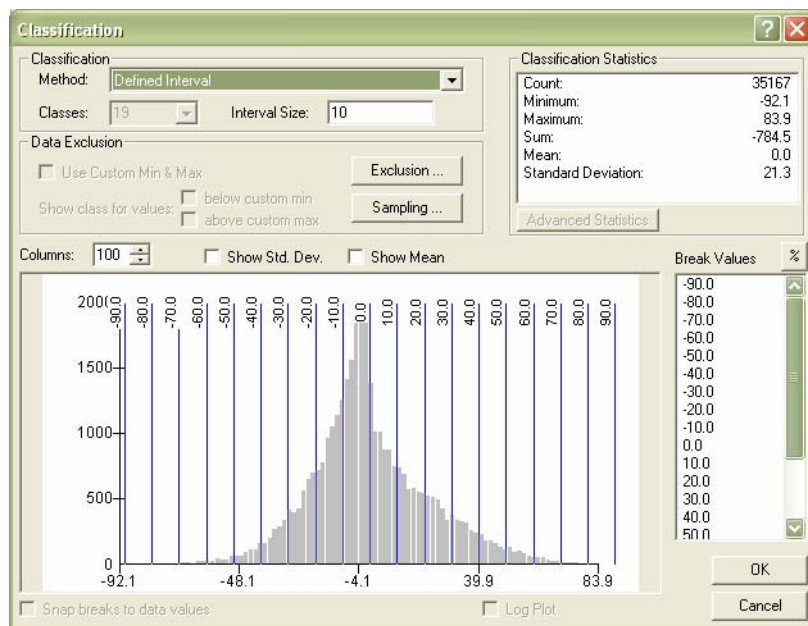 Classification
Classification
Method: Defined Interval
Classes: 19 Interval Size: 10
Data Exclusion
Use Custom Min & Max
Exclusion ...
Show class for values: below custom min
above custom max
Sampling ...
Classification Statistics
Count: 35167
Minimum: -92.1
Maximum: 83.9
Sum: -784.5
Mean: 0.0
Standard Deviation: 21.3
Advanced Statistics
Columns: 100 Show Std. Dev. Show Mean
Break Values %
-90.0 -80.0 -70.0 -60.0 -50.0 -40.0 -30.0 -20.0 -10.0 0.0 10.0 20.0 30.0 40.0 50.0 60.0 70.0 80.0 90.0
2000
1500
1000
500
0
-92.1 -48.1 -4.1 39.9 83.9
-90.0
-80.0
-70.0
-60.0
-50.0
-40.0
-30.0
-20.0
-10.0
0.0
10.0
20.0
30.0
40.0
50.0
OK
Cancel
Snap breaks to data values
Log Plot